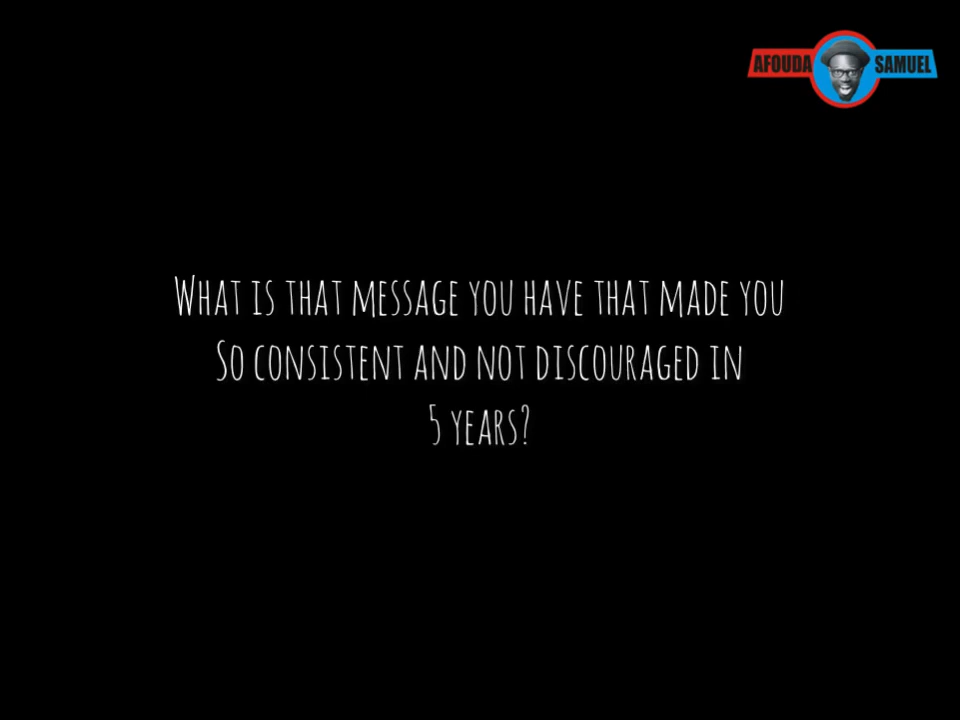 AFOUDA SAMUEL
What is that message you have that made you
So consistent and not discouraged in
5 years?